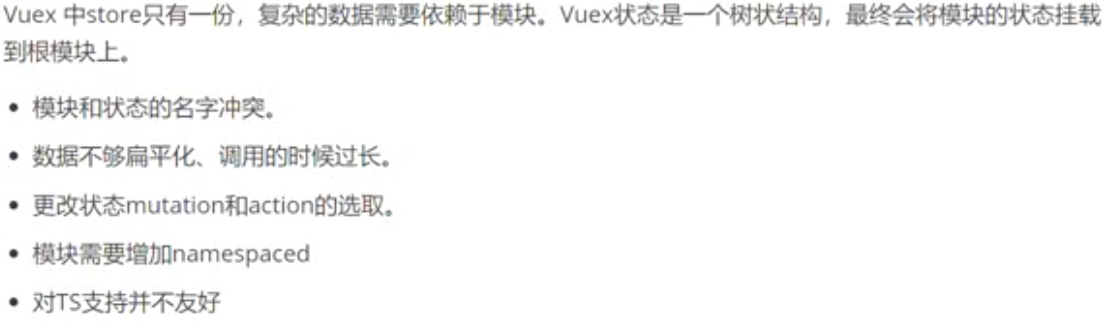 Vuex 中store只有一份，复杂的数据需要依赖于模块。Vuex状态是一个树状结构，最终会将模块的状态挂载
到根模块上。
• 模块和状态的名字冲突。
• 数据不够扁平化、调用的时候过长。
• 更改状态mutation和action的选取。
• 模块需要增加namespaced
• 对TS支持并不友好